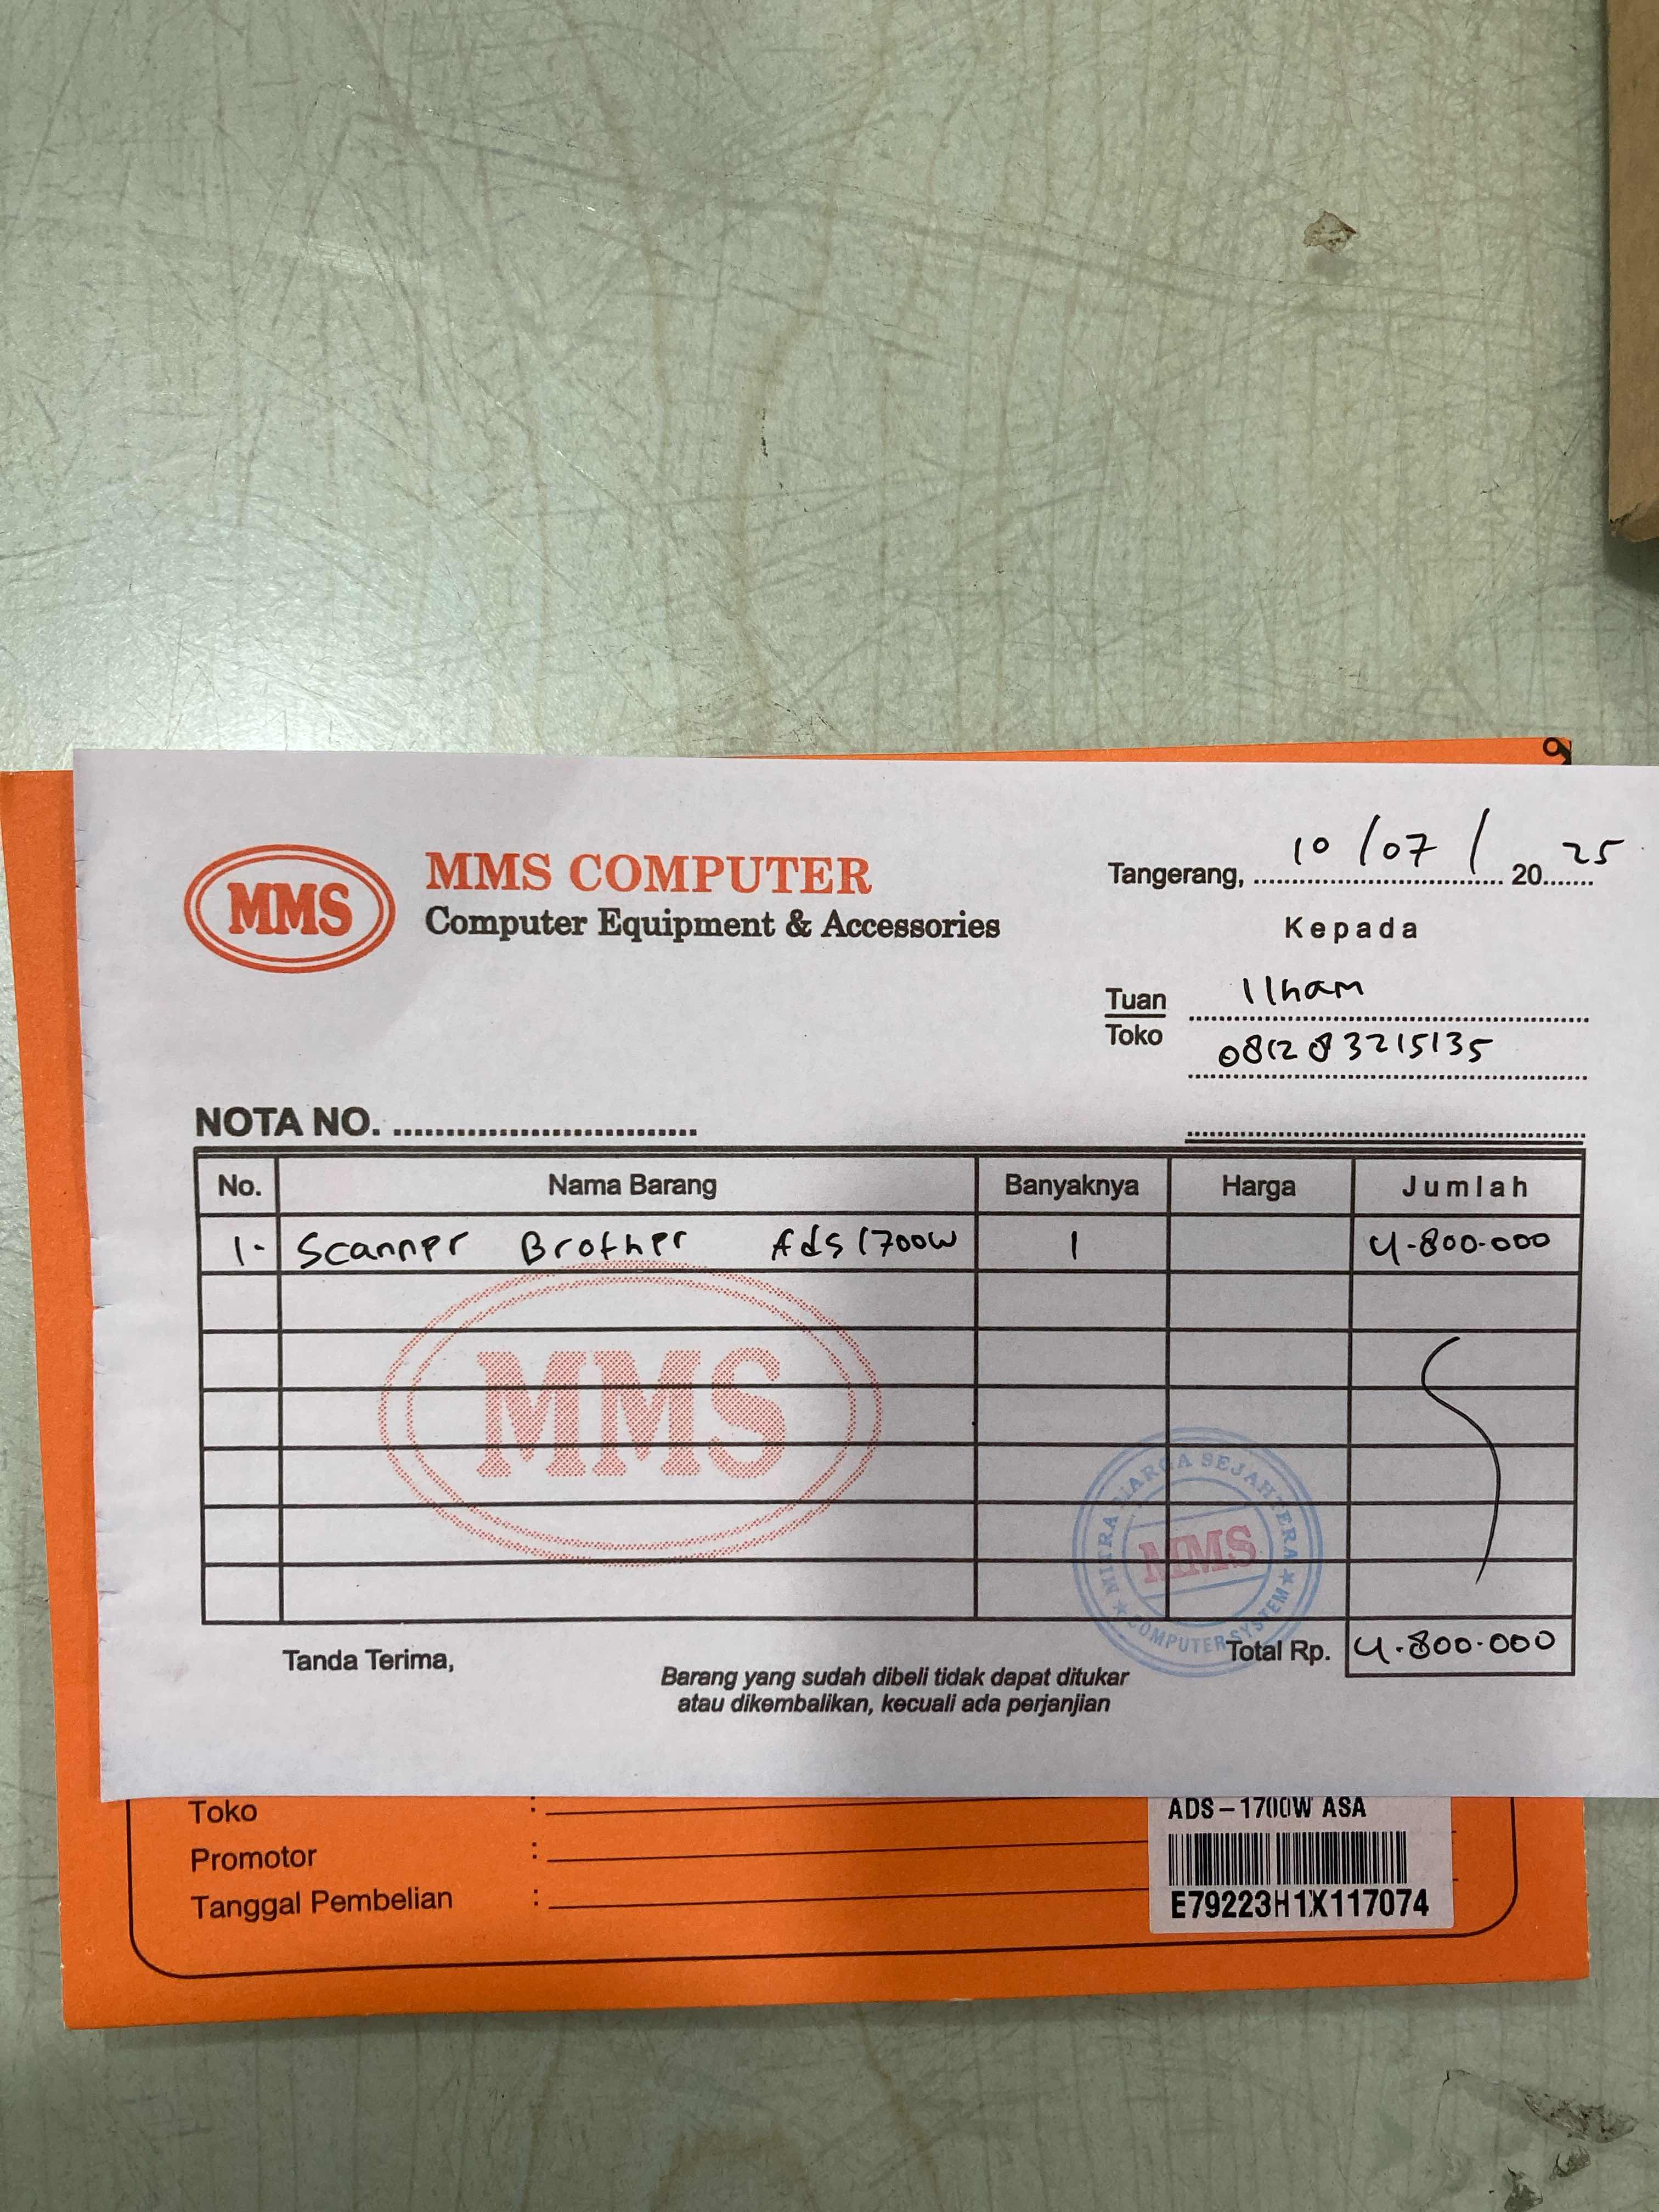 MMS
MMS COMPUTER
Computer Equipment & Accessories
Tangerang, 10 / 07 / 20 25
Kepada
Tuan Ilham
Toko 081283215135
NOTA NO.
No. Nama Barang Banyaknya Harga Jumlah
1. Scanner Brother Ads 1700W 1 4.800.000
MMS
MITRA MARGA SEJAHTERA
MMS
COMPUTER SYSTEM
Total Rp. 4.800.000
Tanda Terima,
Barang yang sudah dibeli tidak dapat ditukar
atau dikembalikan, kecuali ada perjanjian
Toko :
Promotor :
Tanggal Pembelian :
ADS-1700W ASA
E79223H1X117074